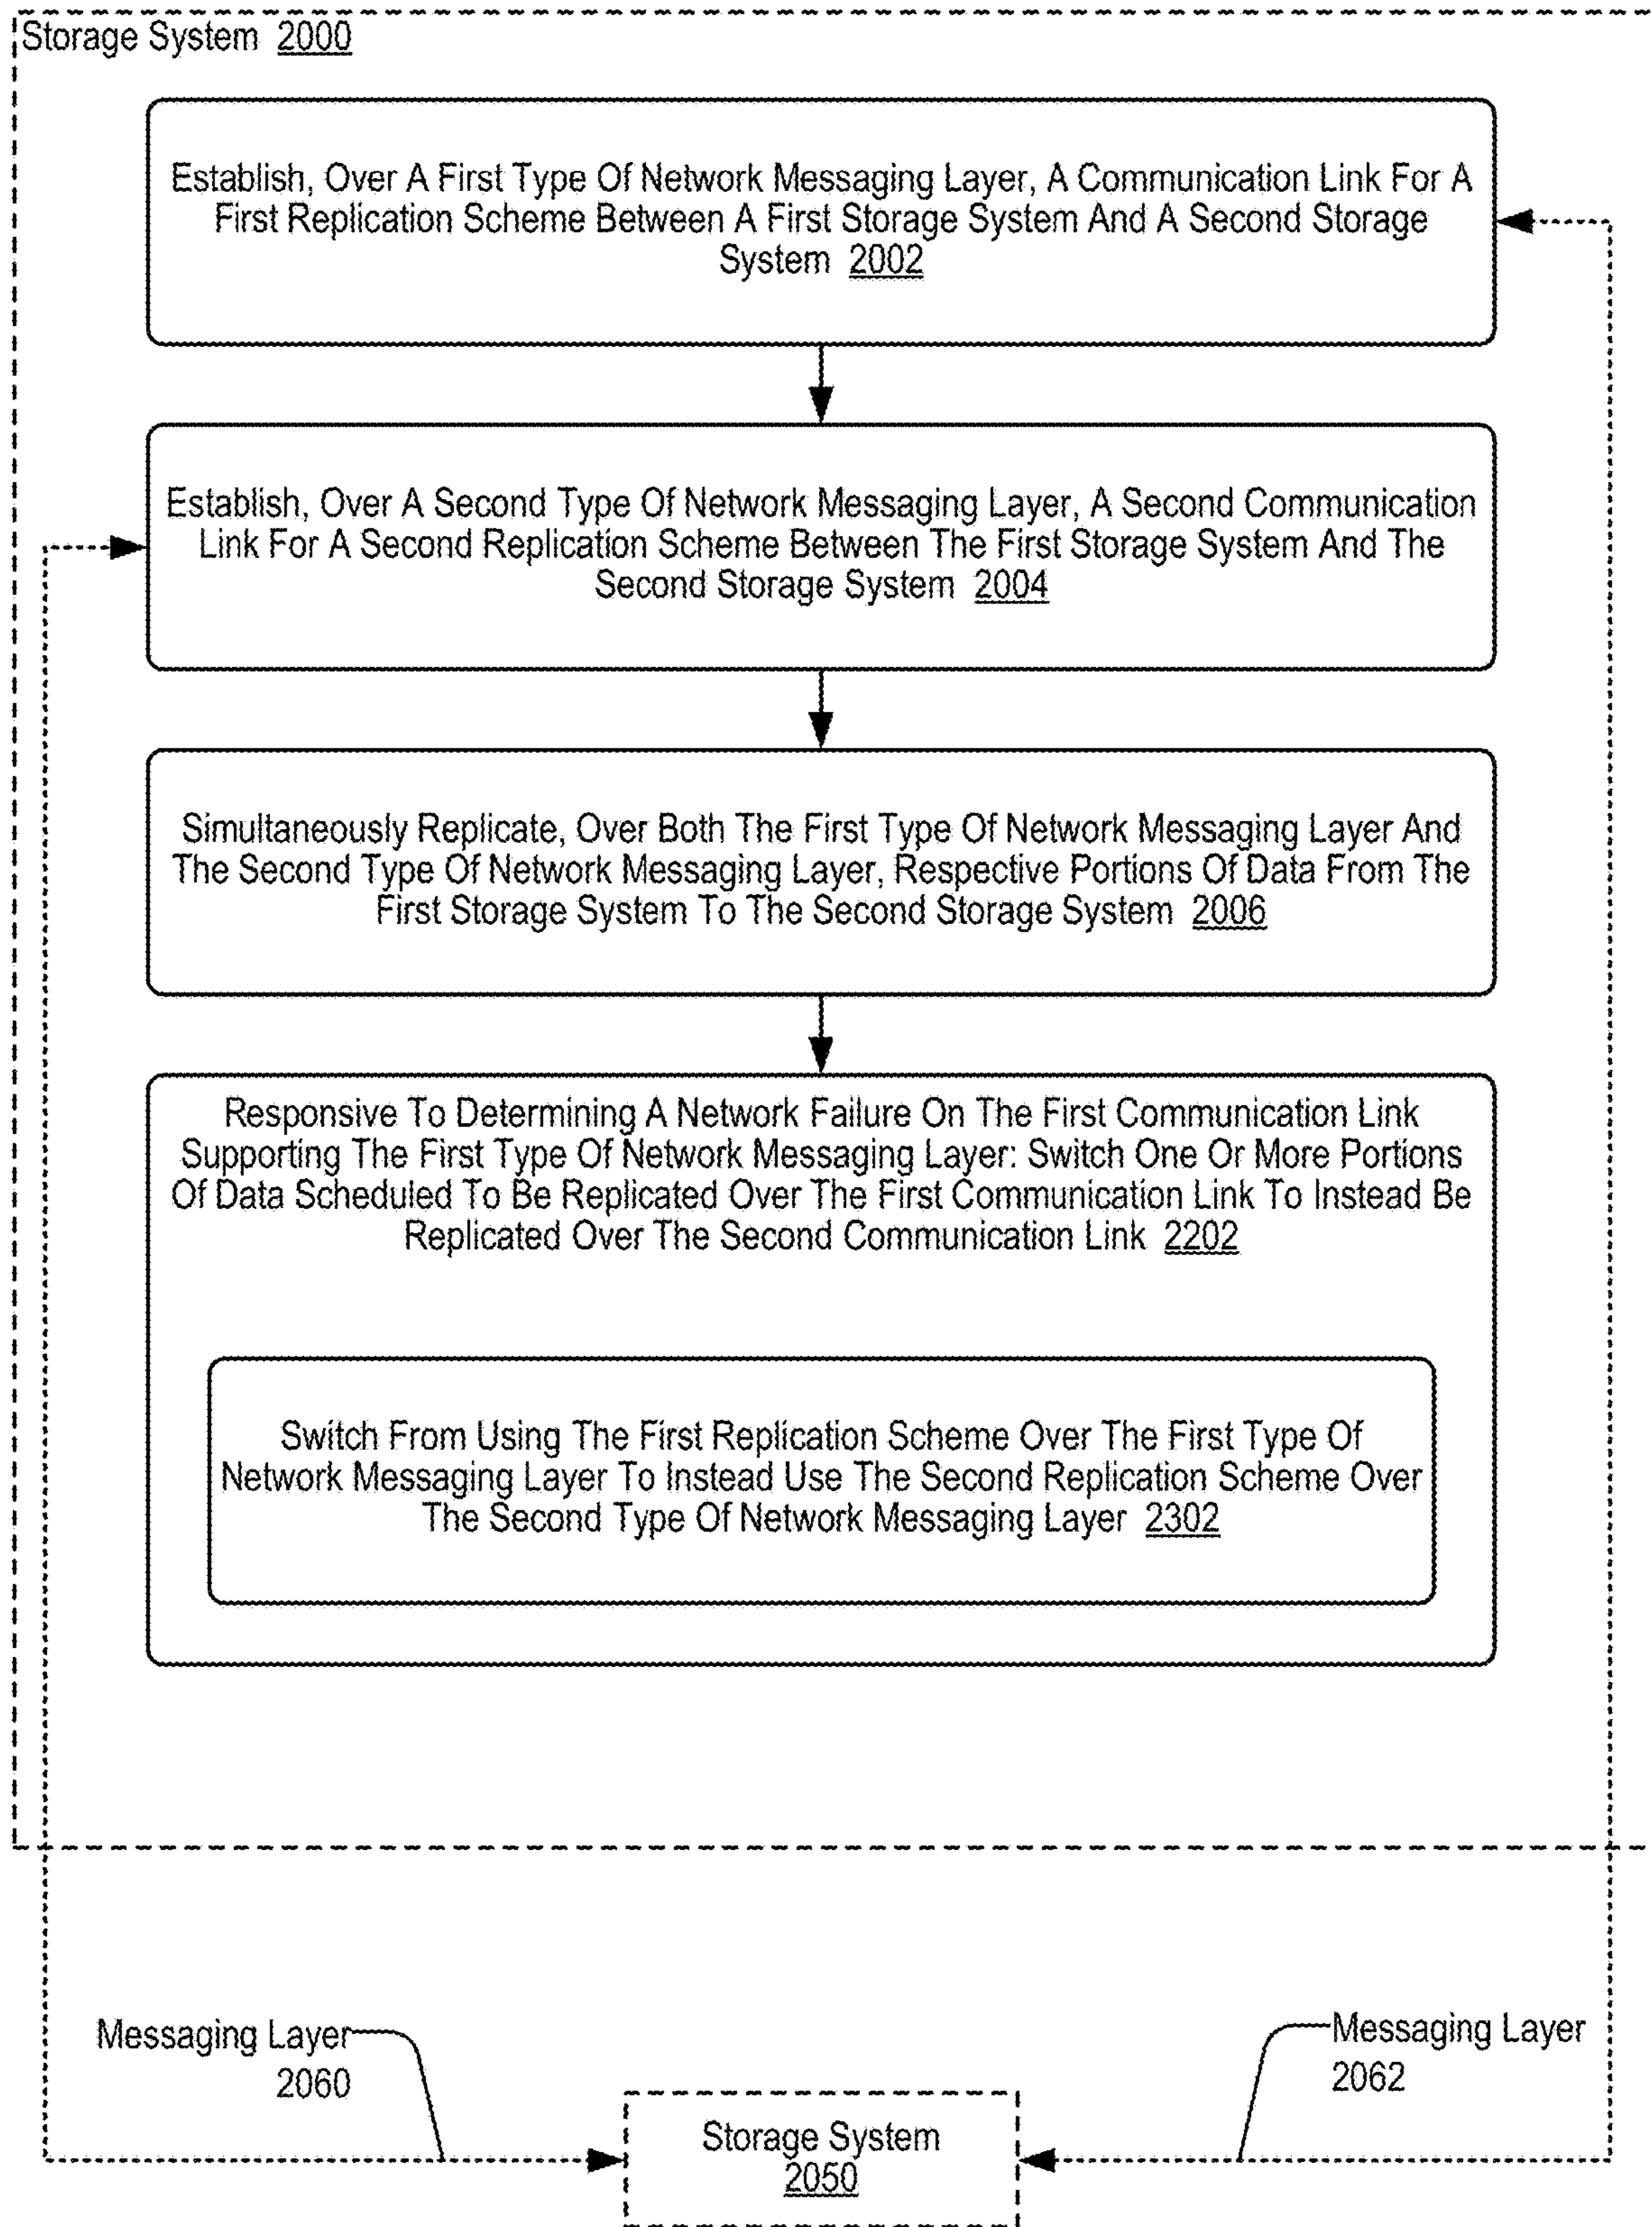 Storage System 2000
Establish, Over A First Type Of Network Messaging Layer, A Communication Link For A
First Replication Scheme Between A First Storage System And A Second Storage
System 2002
Establish, Over A Second Type Of Network Messaging Layer, A Second Communication
Link For A Second Replication Scheme Between The First Storage System And The
Second Storage System 2004
Simultaneously Replicate, Over Both The First Type Of Network Messaging Layer And
The Second Type Of Network Messaging Layer, Respective Portions Of Data From The
First Storage System To The Second Storage System 2006
Responsive To Determining A Network Failure On The First Communication Link
Supporting The First Type Of Network Messaging Layer: Switch One Or More Portions
Of Data Scheduled To Be Replicated Over The First Communication Link To Instead Be
Replicated Over The Second Communication Link 2202
Switch From Using The First Replication Scheme Over The First Type Of
Network Messaging Layer To Instead Use The Second Replication Scheme Over
The Second Type Of Network Messaging Layer 2302
Messaging Layer
2060
Messaging Layer
2062
Storage System
2050